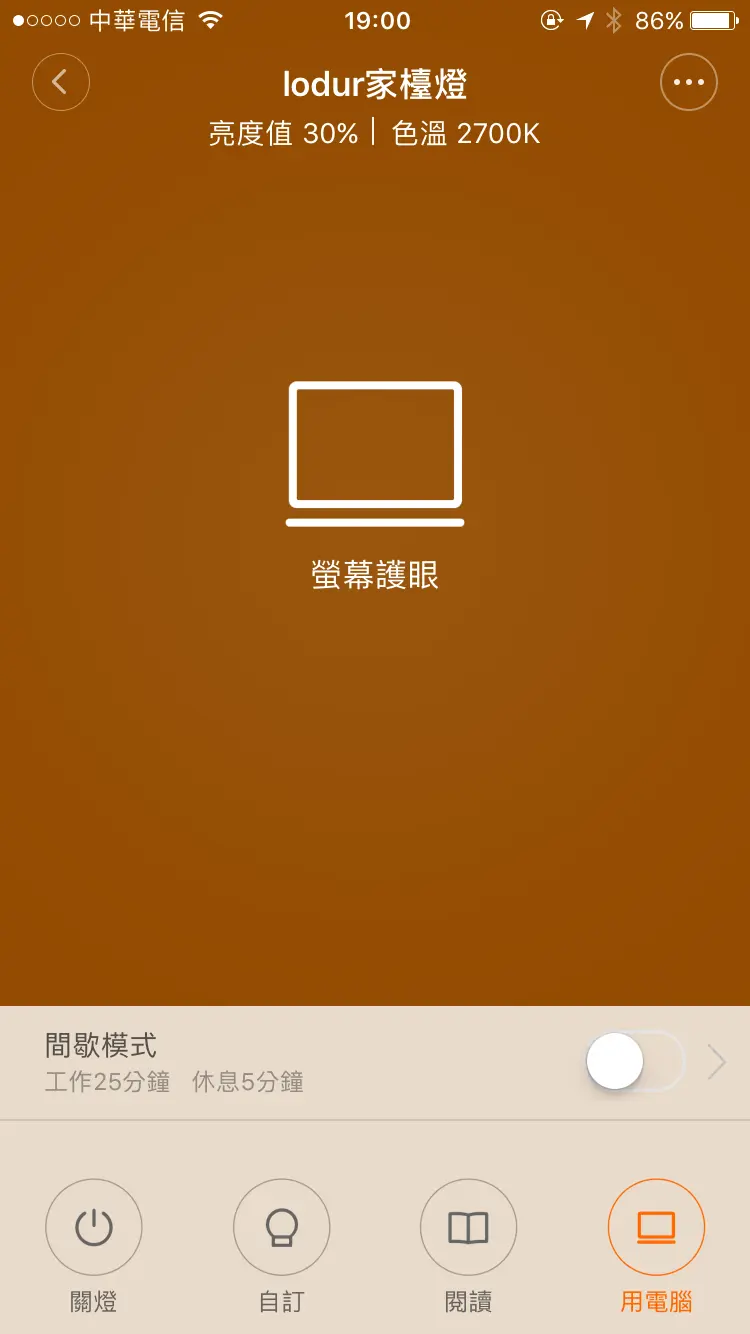 中華電信 19:00 86%
lodur家檯燈
亮度值 30% | 色溫 2700K
螢幕護眼
間歇模式
工作25分鐘 休息5分鐘
關燈 自訂 閱讀 用電腦